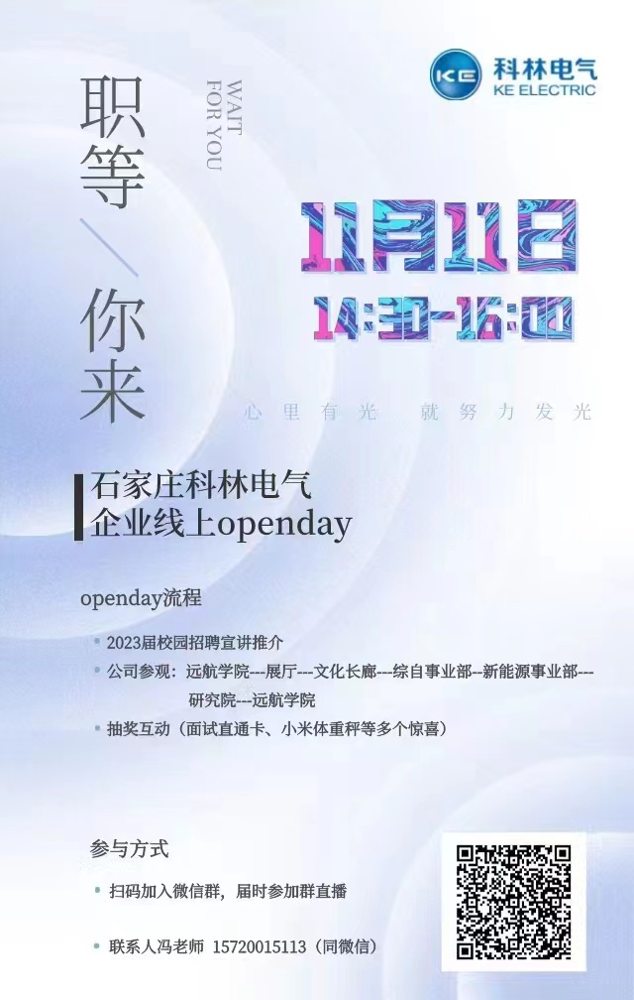 科林电气
KE ELECTRIC
KE
职等
你来
WAIT
FOR YOU
11月11日
14:30-16:00
心里有光 就努力发光
石家庄科林电气
企业线上openday
openday流程
2023届校园招聘宣讲推介
公司参观：远航学院---展厅---文化长廊---综自事业部--新能源事业部---
研究院---远航学院
抽奖互动（面试直通卡、小米体重秤等多个惊喜）
参与方式
扫码加入微信群，届时参加群直播
联系人冯老师 15720015113（同微信）